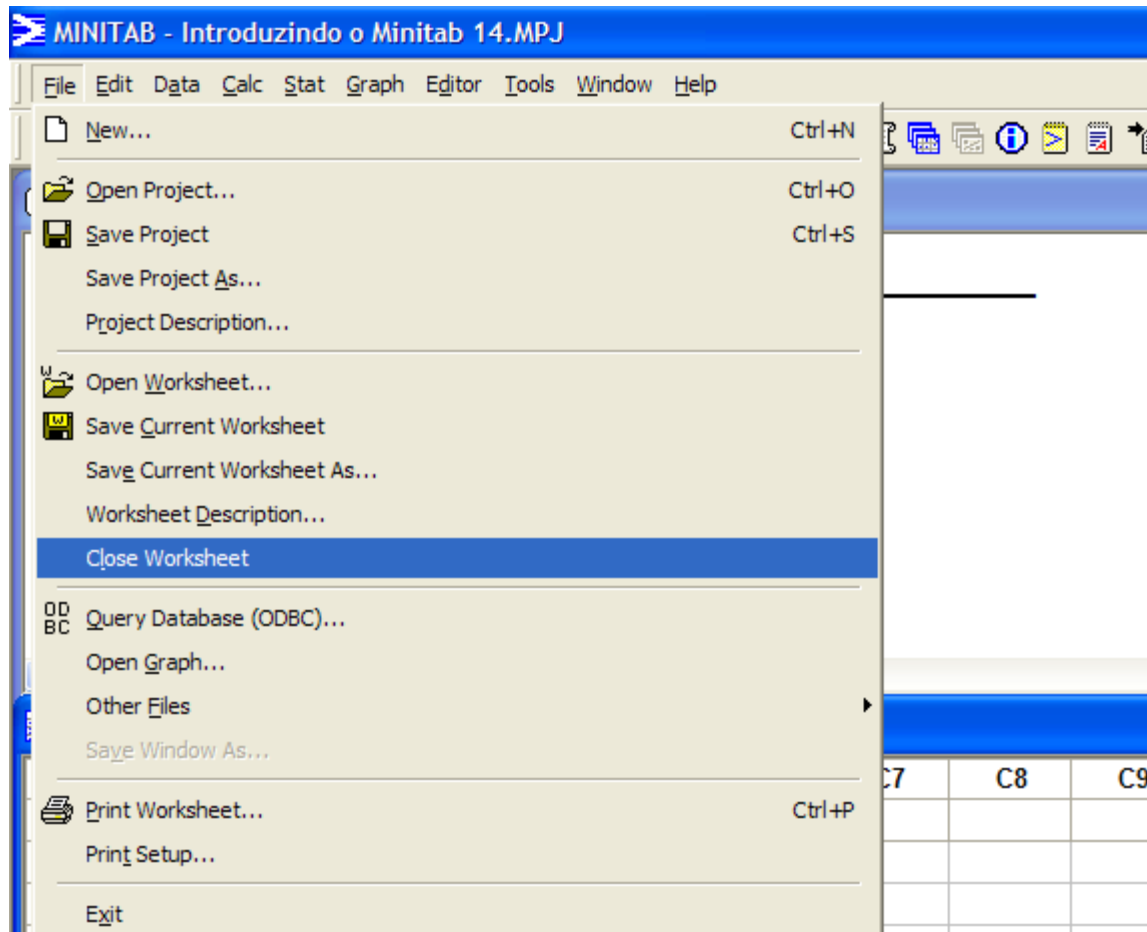 MINITAB - Introduzindo o Minitab 14.MPJ
File Edit Data Calc Stat Graph Editor Tools Window Help
New... Ctrl+N
Open Project... Ctrl+O
Save Project Ctrl+S
Save Project As...
Project Description...
Open Worksheet...
Save Current Worksheet
Save Current Worksheet As...
Worksheet Description...
Close Worksheet
Query Database (ODBC)...
Open Graph...
Other Files
Save Window As...
C7 C8 C9
Print Worksheet... Ctrl+P
Print Setup...
Exit